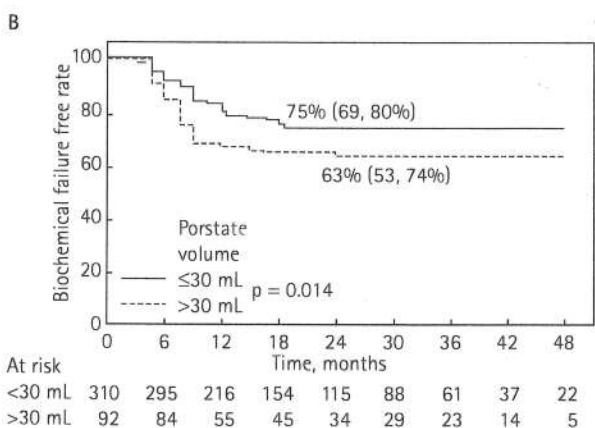 B
Biochemical failure free rate
100
80
60
40
20
0
75% (69, 80%)
63% (53, 74%)
Porstate
volume
≤30 mL
>30 mL
p = 0.014
0 6 12 18 24 30 36 42 48
Time, months
At risk
<30 mL 310 295 216 154 115 88 61 37 22
>30 mL 92 84 55 45 34 29 23 14 5